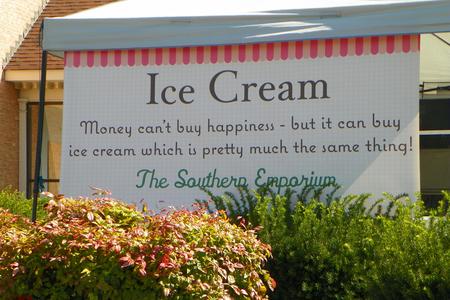 Ice Cream
Money can't buy happiness - but it can buy
ice cream which is pretty much the same thing!
The Southern Emporium